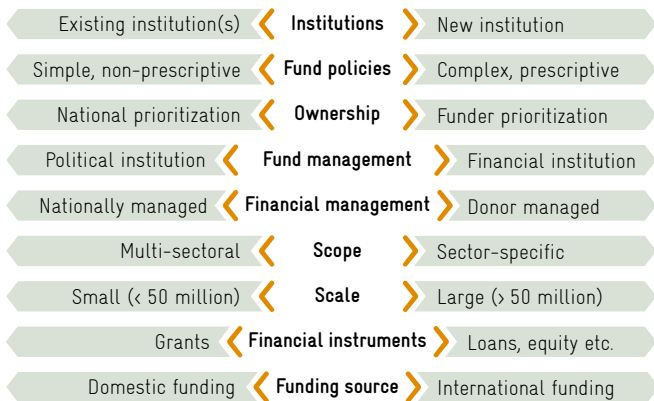 Existing institution(s) Institutions New institution
Simple, non-prescriptive Fund policies Complex, prescriptive
National prioritization Ownership Funder prioritization
Political institution Fund management Financial institution
Nationally managed Financial management Donor managed
Multi-sectoral Scope Sector-specific
Small (< 50 million) Scale Large (> 50 million)
Grants Financial instruments Loans, equity etc.
Domestic funding Funding source International funding